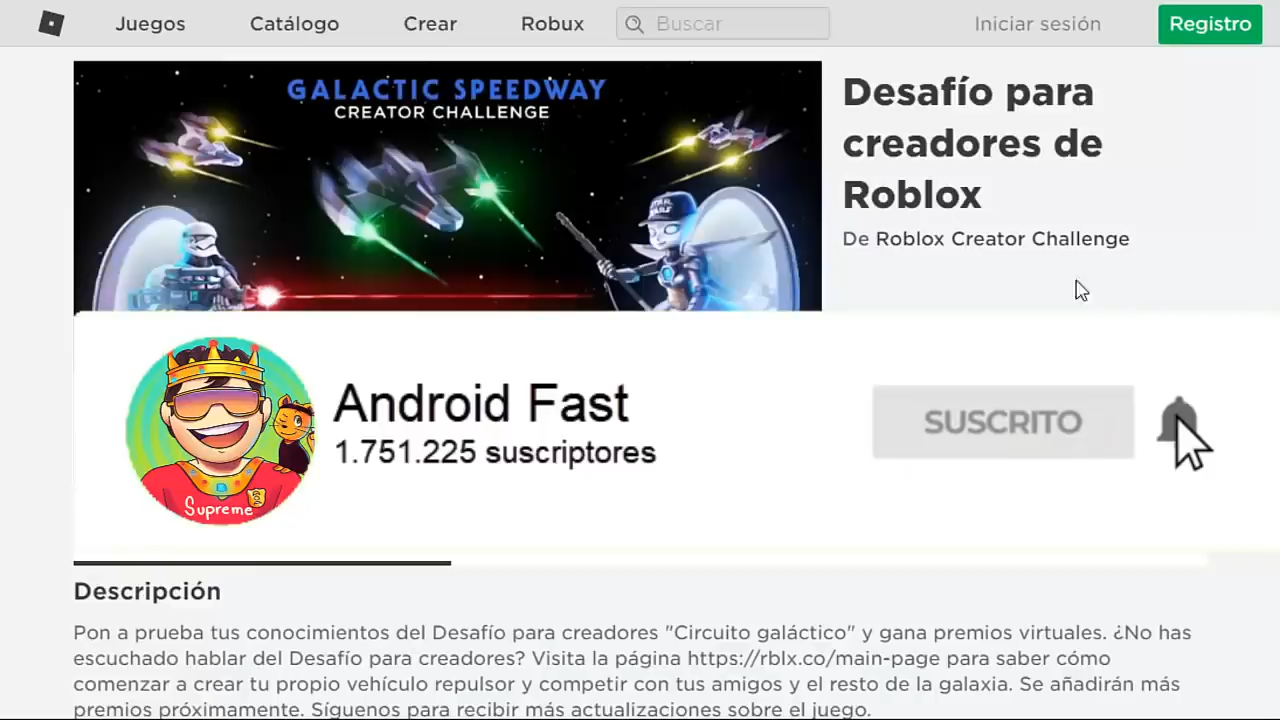 Juegos Catálogo Crear Robux Buscar Iniciar sesión Registro
GALACTIC SPEEDWAY
CREATOR CHALLENGE
STAR
WARS
Desafío para
creadores de
Roblox
De Roblox Creator Challenge
Supreme
Android Fast
1.751.225 suscriptores
SUSCRITO
Descripción
Pon a prueba tus conocimientos del Desafío para creadores "Circuito galáctico" y gana premios virtuales. ¿No has
escuchado hablar del Desafío para creadores? Visita la página https://rblx.co/main-page para saber cómo
comenzar a crear tu propio vehículo repulsor y competir con tus amigos y el resto de la galaxia. Se añadirán más
premios próximamente. Síguenos para recibir más actualizaciones sobre el juego.